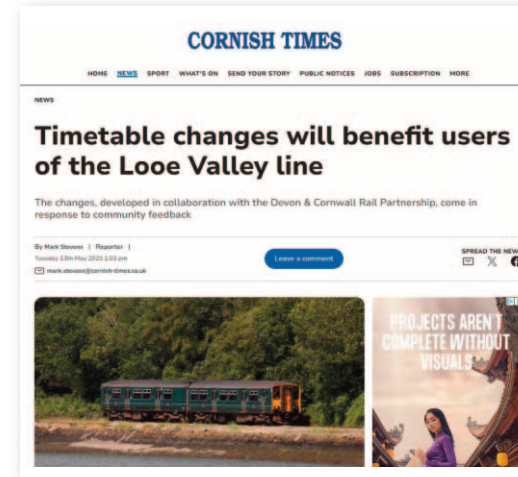 CORNISH TIMES
HOME NEWS SPORT WHAT'S ON SEND YOUR STORY PUBLIC NOTICES JOBS SUBSCRIPTION MORE
NEWS
Timetable changes will benefit users
of the Looe Valley line
The changes, developed in collaboration with the Devon & Cornwall Rail Partnership, come in
response to community feedback
By Mark Stevens | Reporter |
Tuesday 13th May 2025 1:03 pm
mark.stevens@cornish-times.co.uk
Leave a comment
SPREAD THE NEW
PROJECTS AREN'T
COMPLETE WITHOUT
VISUALS